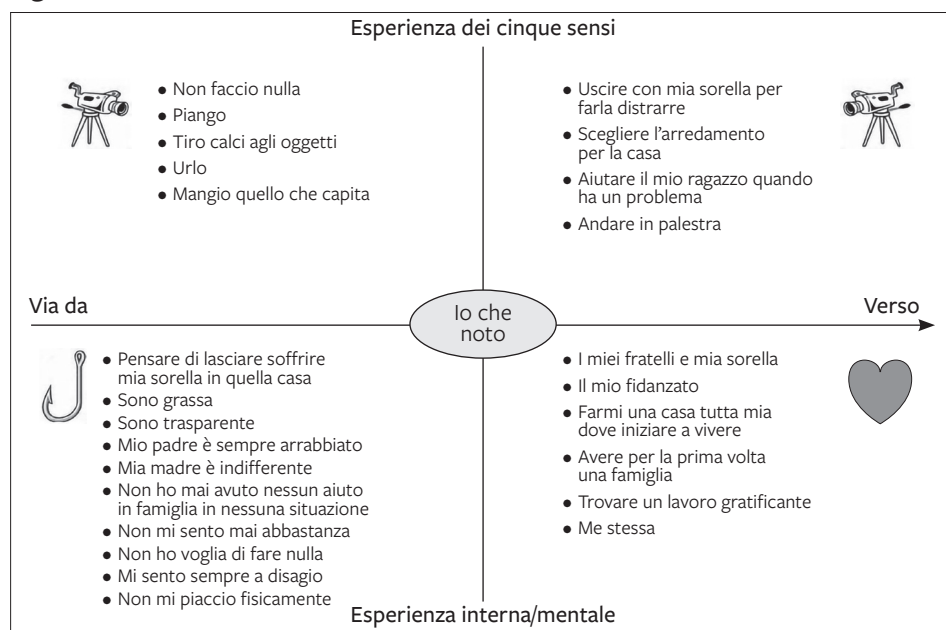 Esperienza dei cinque sensi
• Non faccio nulla
• Piango
• Tiro calci agli oggetti
• Urlo
• Mangio quello che capita
• Uscire con mia sorella per
farla distrarre
• Scegliere l'arredamento
per la casa
• Aiutare il mio ragazzo quando
ha un problema
• Andare in palestra
Via da
Io che
noto
Verso
• Pensare di lasciare soffrire
mia sorella in quella casa
• Sono grassa
• Sono trasparente
• Mio padre è sempre arrabbiato
• Mia madre è indifferente
• Non ho mai avuto nessun aiuto
in famiglia in nessuna situazione
• Non mi sento mai abbastanza
• Non ho voglia di fare nulla
• Mi sento sempre a disagio
• Non mi piaccio fisicamente
• I miei fratelli e mia sorella
• Il mio fidanzato
• Farmi una casa tutta mia
dove iniziare a vivere
• Avere per la prima volta
una famiglia
• Trovare un lavoro gratificante
• Me stessa
Esperienza interna/mentale